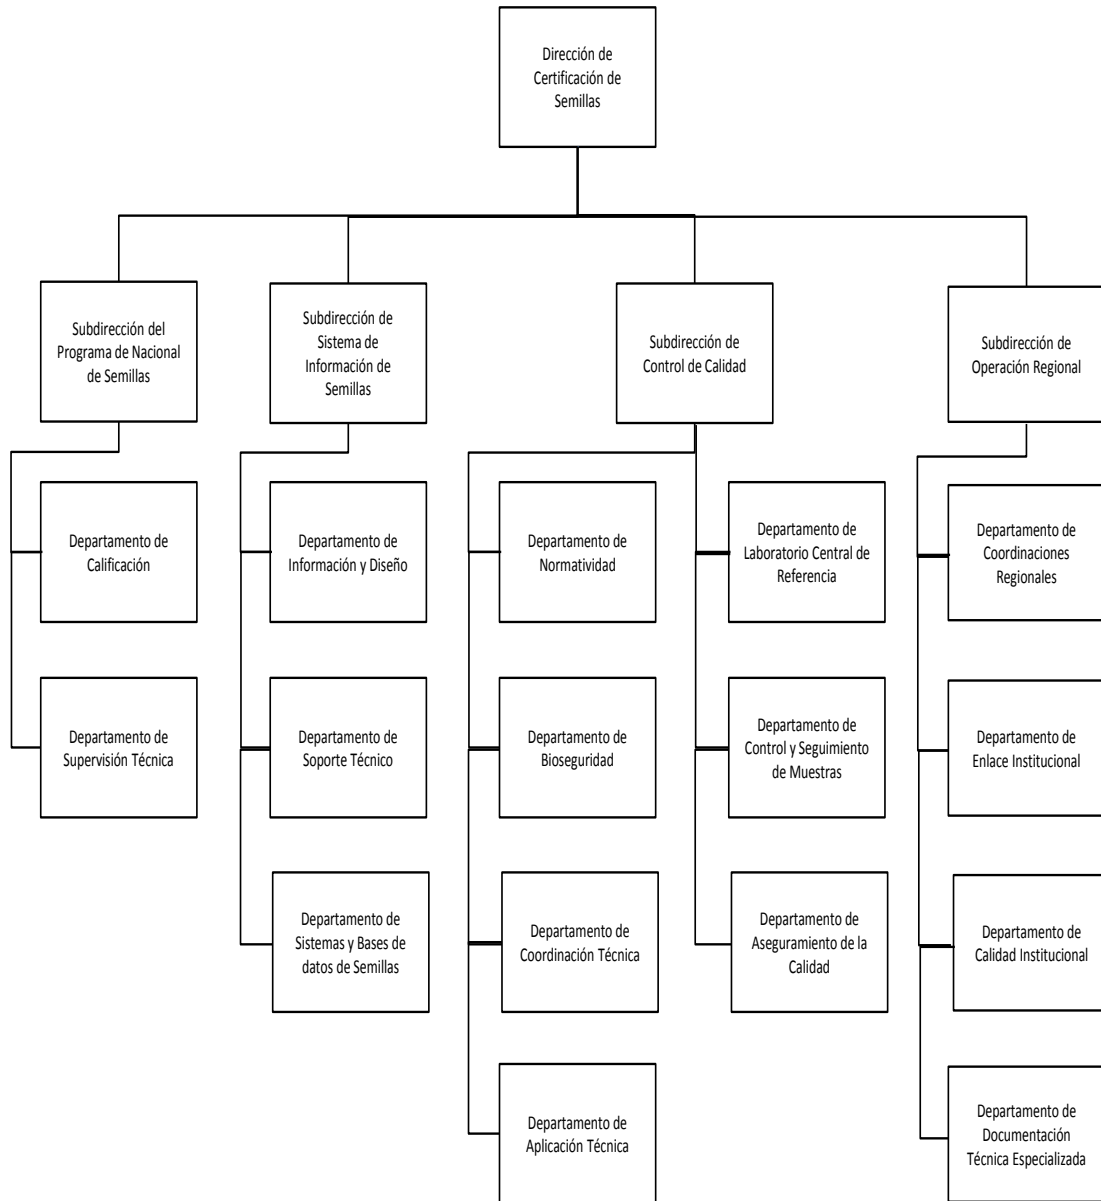 Dirección de
Certificación de
Semillas
Subdirección del
Programa de Nacional
de Semillas
Subdirección de
Sistema de
Información de
Semillas
Subdirección de
Control de Calidad
Subdirección de
Operación Regional
Departamento de
Calificación
Departamento de
Información y Diseño
Departamento de
Normatividad
Departamento de
Laboratorio Central de
Referencia
Departamento de
Coordinaciones
Regionales
Departamento de
Supervisión Técnica
Departamento de
Soporte Técnico
Departamento de
Bioseguridad
Departamento de
Control y Seguimiento
de Muestras
Departamento de
Enlace Institucional
Departamento de
Sistemas y Bases de
datos de Semillas
Departamento de
Coordinación Técnica
Departamento de
Aseguramiento de la
Calidad
Departamento de
Calidad Institucional
Departamento de
Aplicación Técnica
Departamento de
Documentación
Técnica Especializada